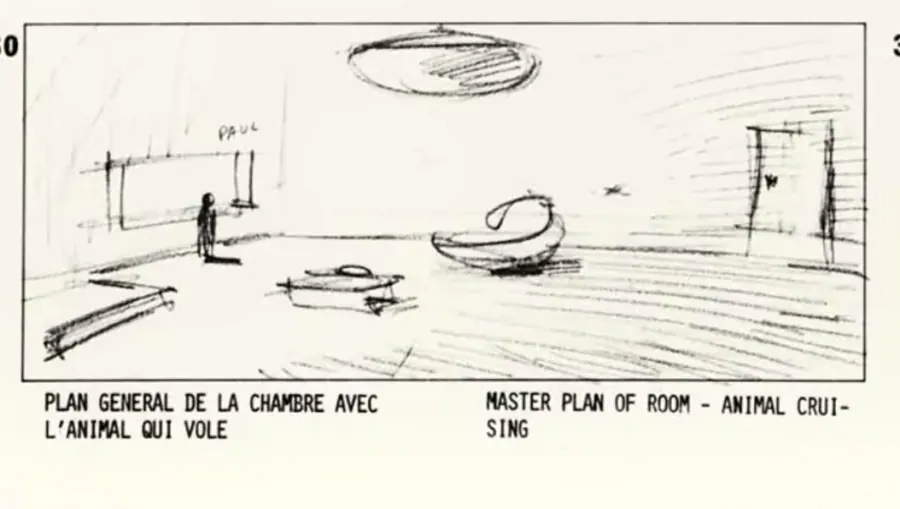 PAUL
PLAN GENERAL DE LA CHAMBRE AVEC
L'ANIMAL QUI VOLE
MASTER PLAN OF ROOM - ANIMAL CRUI-
SING